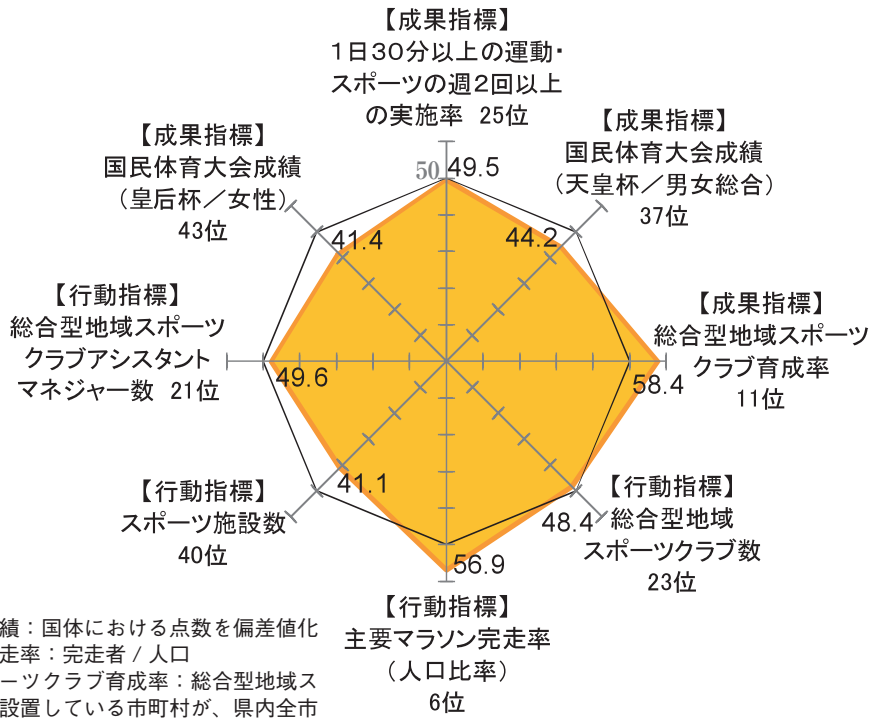 【成果指標】
1日30分以上の運動・
スポーツの週2回以上
の実施率 25位
【成果指標】
国民体育大会成績
（天皇杯／男女総合）
37位
【成果指標】
総合型地域スポーツ
クラブ育成率
11位
【行動指標】
総合型地域
スポーツクラブ数
23位
【行動指標】
主要マラソン完走率
（人口比率）
6位
【行動指標】
スポーツ施設数
40位
【行動指標】
総合型地域スポーツ
クラブアシスタント
マネジャー数 21位
【成果指標】
国民体育大会成績
（皇后杯／女性）
43位
50
49.5
44.2
58.4
48.4
56.9
41.1
49.6
41.4
績：国体における点数を偏差値化
走率：完走者 / 人口
ーツクラブ育成率：総合型地域ス
設置している市町村が、県内全市